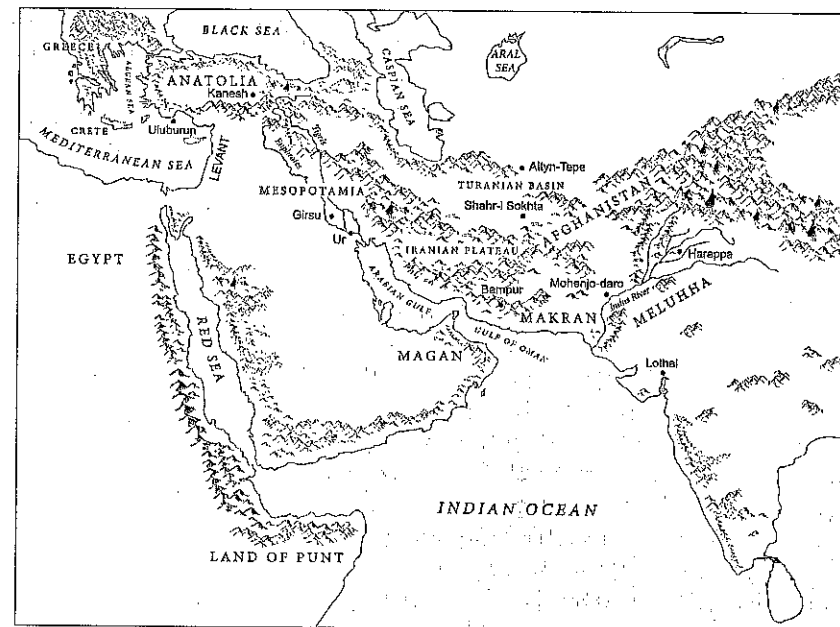 BLACK SEA
GREECE
ARAL
SEA
CASPIAN SEA
AEGEAN SEA
ANATOLIA
Kanesh
CRETE
Uluburun
Tigris
Euphrates
MEDITERRANEAN SEA
LEVANT
Altyn-Tepe
TURANIAN BASIN
MESOPOTAMIA
Shahr-i Sokhta
AFGHANISTAN
Girsu
Ur
IRANIAN PLATEAU
Harappa
EGYPT
Bampur
Mohenjo-daro
Indus River
MELUHHA
ARABIAN GULF
MAKRAN
RED SEA
GULF OF OMAN
MAGAN
Lothal
INDIAN OCEAN
LAND OF PUNT